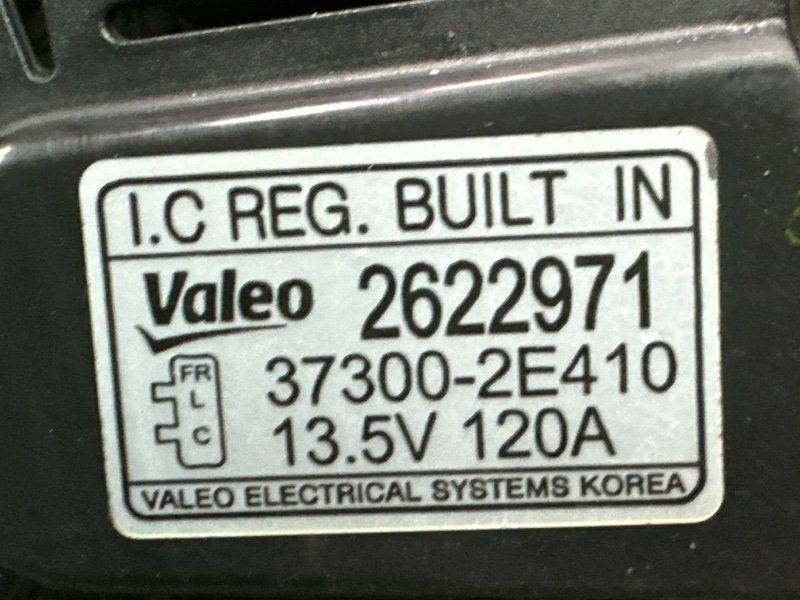 I.C REG. BUILT IN
Valeo 2622971
FR
L
C
37300-2E410
13.5V 120A
VALEO ELECTRICAL SYSTEMS KOREA